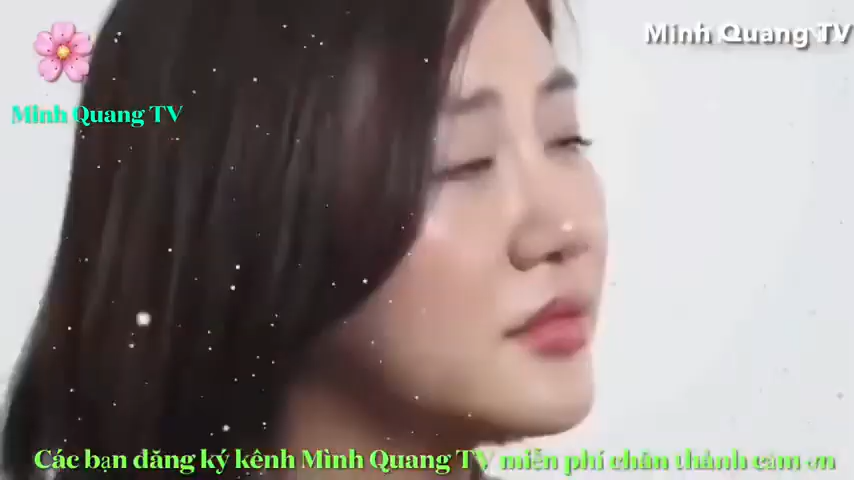 Minh Quang TV
Minh Quang TV
Các bạn đăng ký kênh Mình Quang TV miễn phí chân thành cảm ơn